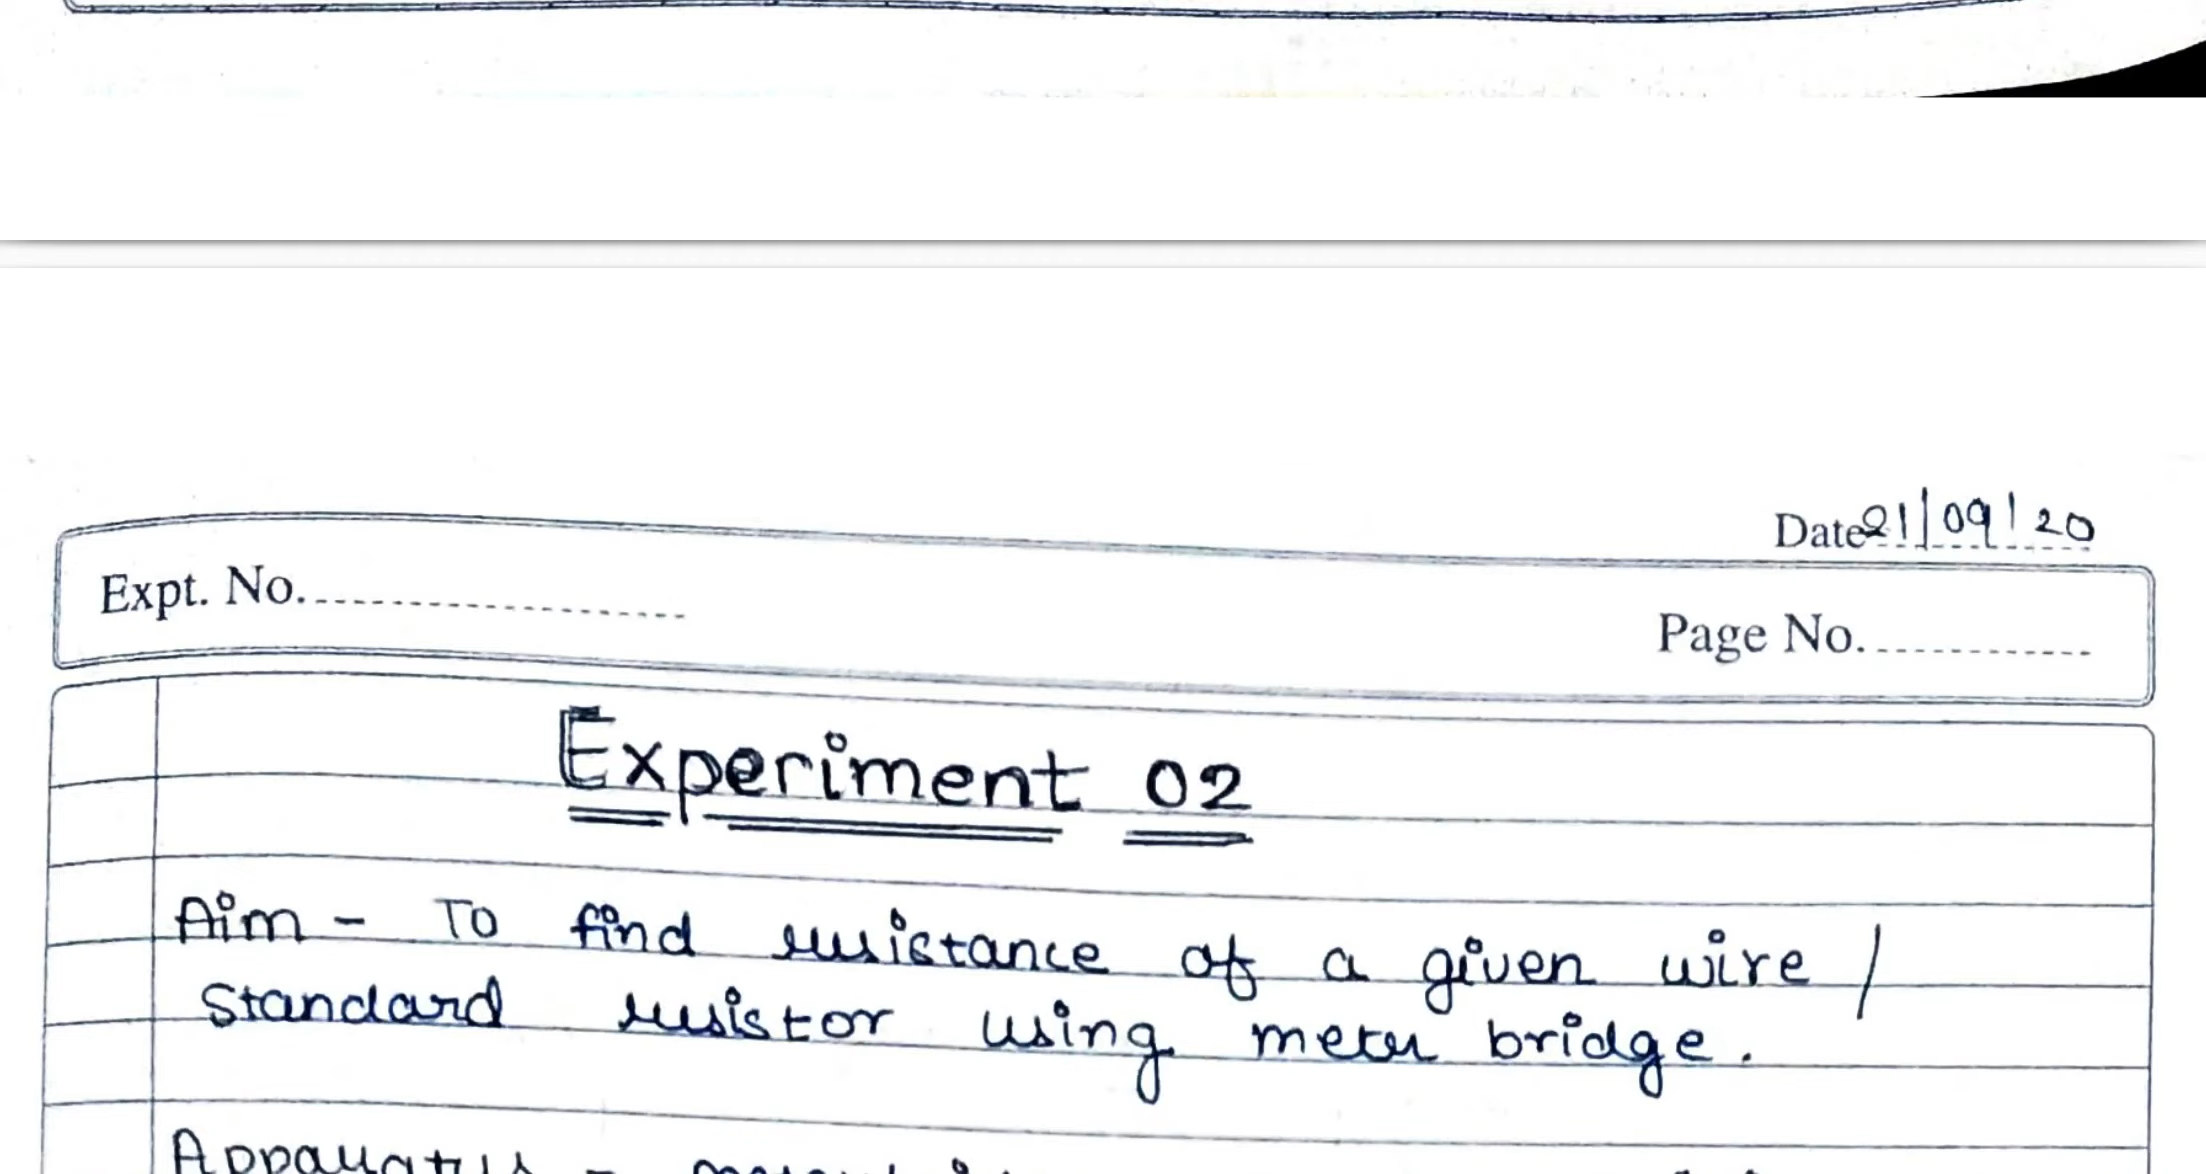 Date 21/09/20
Expt. No.
Page No.
Experiment 02
Aim - To find resistance of a given wire /
Standard resistor using meter bridge.
Apparatus -